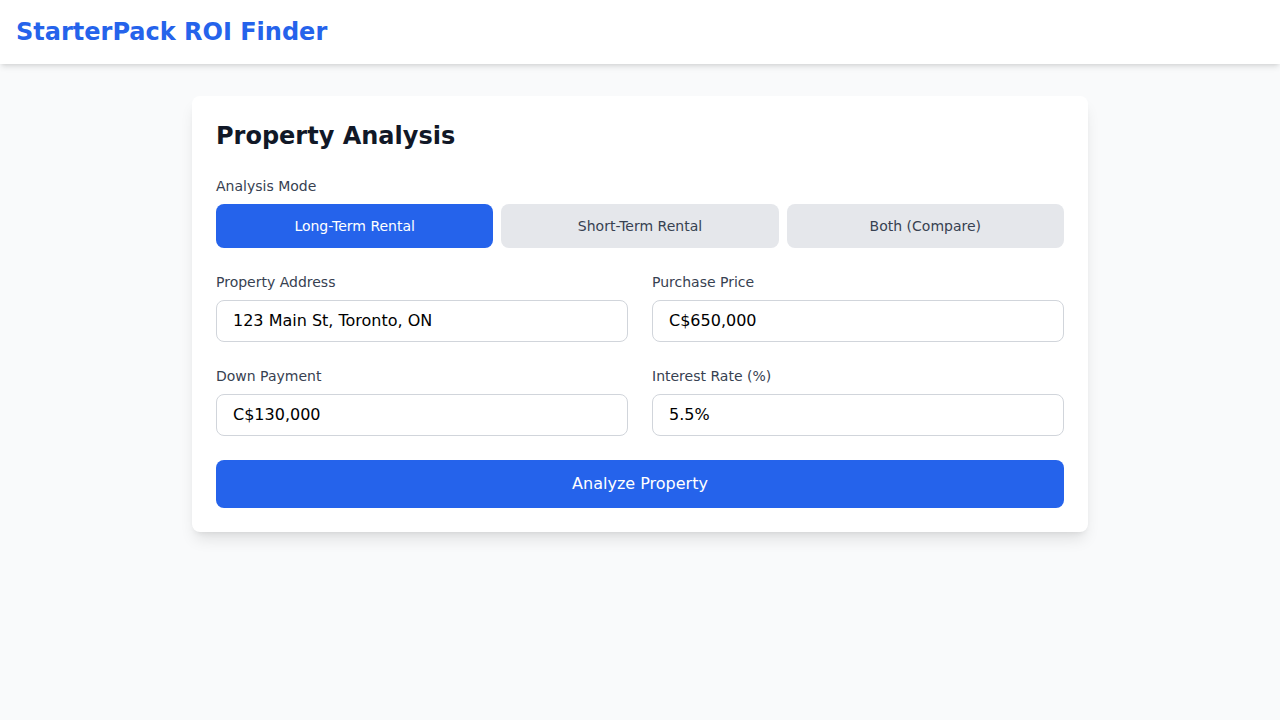 StarterPack ROI Finder
Property Analysis
Analysis Mode
Long-Term Rental
Short-Term Rental
Both (Compare)
Property Address
Purchase Price
123 Main St, Toronto, ON
C$650,000
Down Payment
Interest Rate (%)
C$130,000
5.5%
Analyze Property